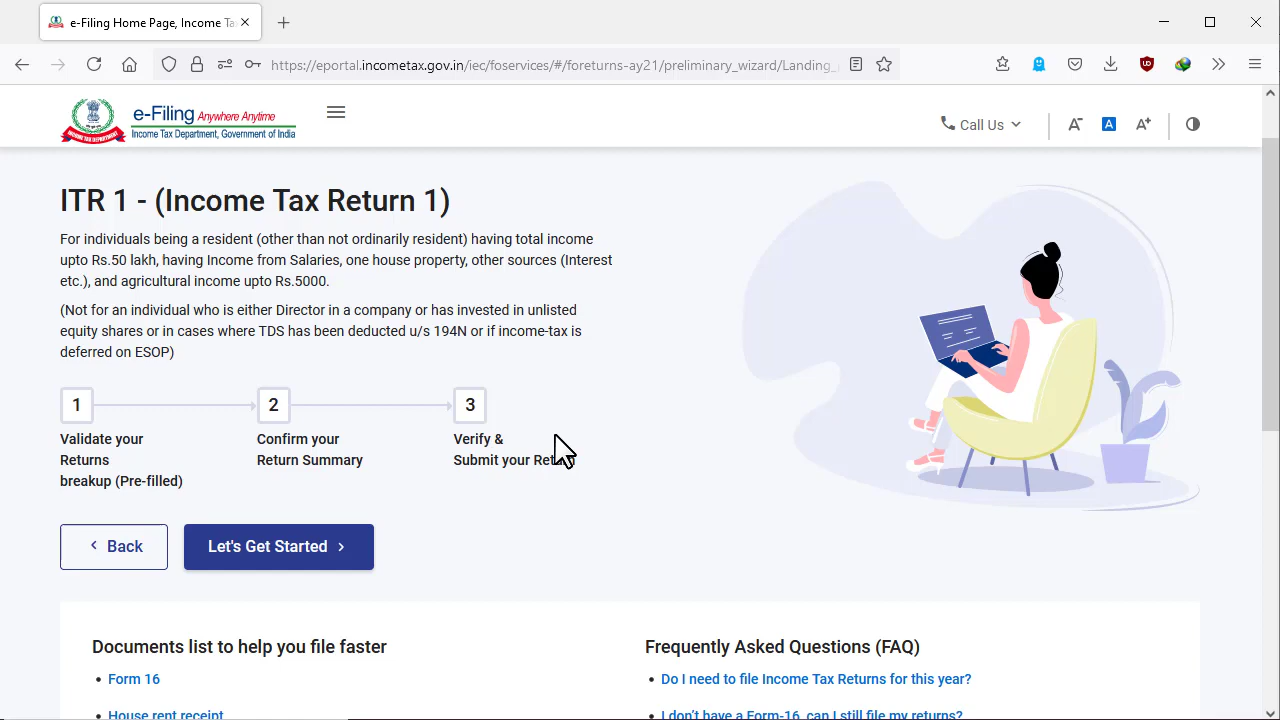 e-Filing Home Page, Income Ta
https://eportal.incometax.gov.in/iec/foservices/#/foreturns-ay21/preliminary_wizard/Landing_
e-Filing Anywhere Anytime
Income Tax Department, Government of India
Call Us
A-
A
A+
ITR 1 - (Income Tax Return 1)
For individuals being a resident (other than not ordinarily resident) having total income
upto Rs.50 lakh, having Income from Salaries, one house property, other sources (Interest
etc.), and agricultural income upto Rs.5000.
(Not for an individual who is either Director in a company or has invested in unlisted
equity shares or in cases where TDS has been deducted u/s 194N or if income-tax is
deferred on ESOP)
1
2
3
Validate your
Returns
breakup (Pre-filled)
Confirm your
Return Summary
Verify &
Submit your Return
Back
Let's Get Started
Documents list to help you file faster
• Form 16
• House rent receipt
Frequently Asked Questions (FAQ)
• Do I need to file Income Tax Returns for this year?
• I don't have a Form-16, can I still file my returns?